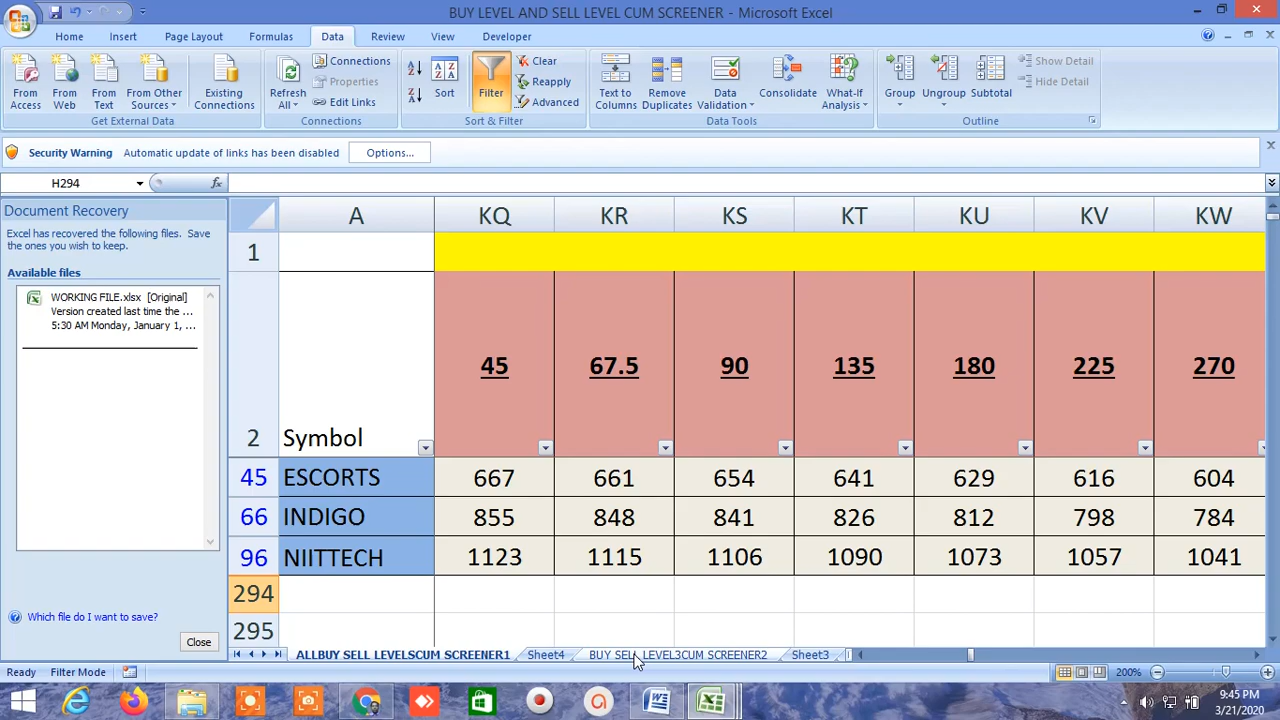 BUY LEVEL AND SELL LEVEL CUM SCREENER - Microsoft Excel
Home Insert Page Layout Formulas Data Review View Developer
From Access
From Web
From Text
From Other Sources
Existing Connections
Get External Data
Refresh All
Connections
Properties
Edit Links
Connections
Sort
Filter
Clear
Reapply
Advanced
Sort & Filter
Text to Columns
Remove Duplicates
Data Validation
Consolidate
What-If Analysis
Data Tools
Group
Ungroup
Subtotal
Show Detail
Hide Detail
Outline
Security Warning Automatic update of links has been disabled Options...
H294 fx
Document Recovery
Excel has recovered the following files. Save
the ones you wish to keep.
Available files
WORKING FILE.xlsx [Original]
Version created last time the ...
5:30 AM Monday, January 1, ...
Which file do I want to save?
Close
A KQ KR KS KT KU KV KW
1
2 Symbol 45 67.5 90 135 180 225 270
45 ESCORTS 667 661 654 641 629 616 604
66 INDIGO 855 848 841 826 812 798 784
96 NIITTECH 1123 1115 1106 1090 1073 1057 1041
294
295
ALLBUY SELL LEVELSCUM SCREENER1 Sheet4 BUY SELL LEVEL3CUM SCREENER2 Sheet3
Ready Filter Mode 200%
9:45 PM
3/21/2020